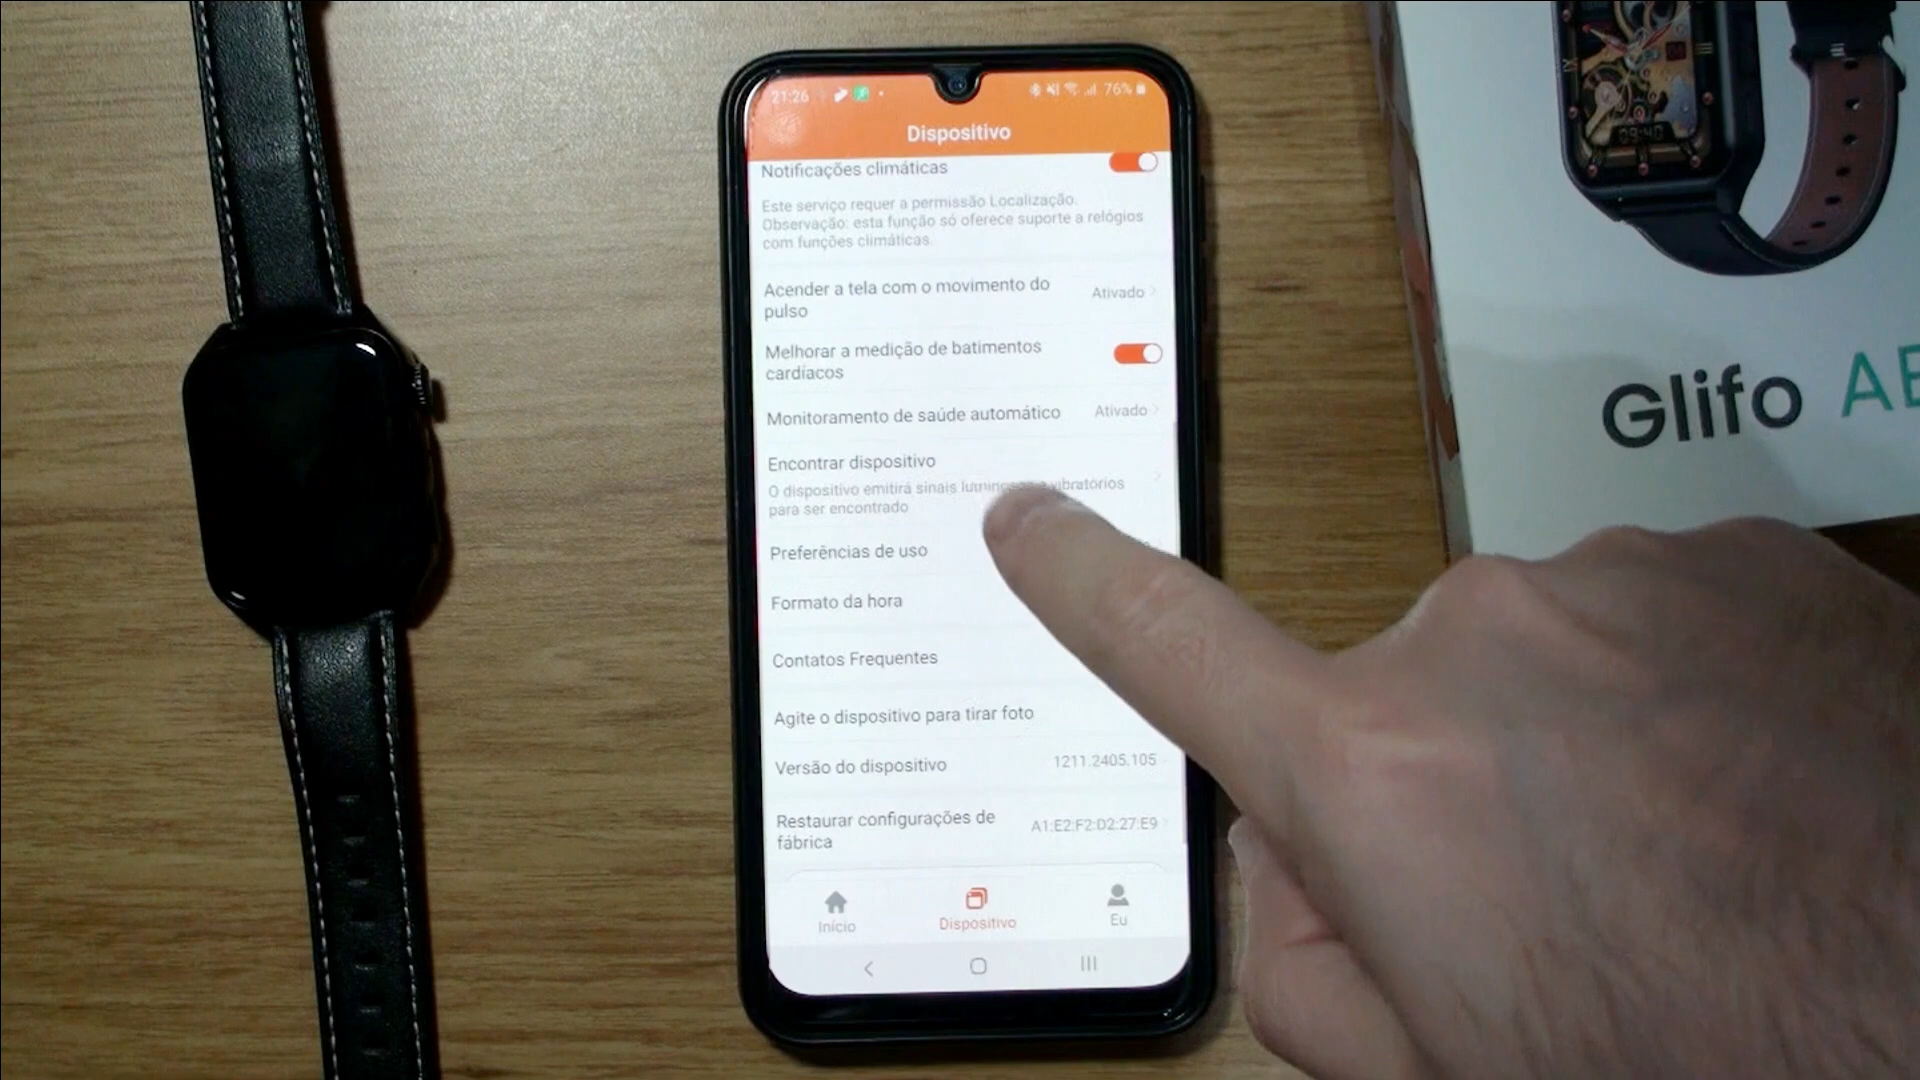 21:26
76%
Dispositivo
Notificações climáticas
Este serviço requer a permissão Localização.
Observação: esta função só oferece suporte a relógios
com funções climáticas.
Acender a tela com o movimento do
pulso
Ativado
Melhorar a medição de batimentos
cardíacos
Monitoramento de saúde automático
Ativado
Encontrar dispositivo
O dispositivo emitirá sinais luminosos e vibratórios
para ser encontrado
Preferências de uso
Formato da hora
Contatos Frequentes
Agite o dispositivo para tirar foto
Versão do dispositivo
1211.2405.105
Restaurar configurações de
fábrica
A1:E2:F2:D2:27:E9
Início
Dispositivo
Eu
09:40
Glifo